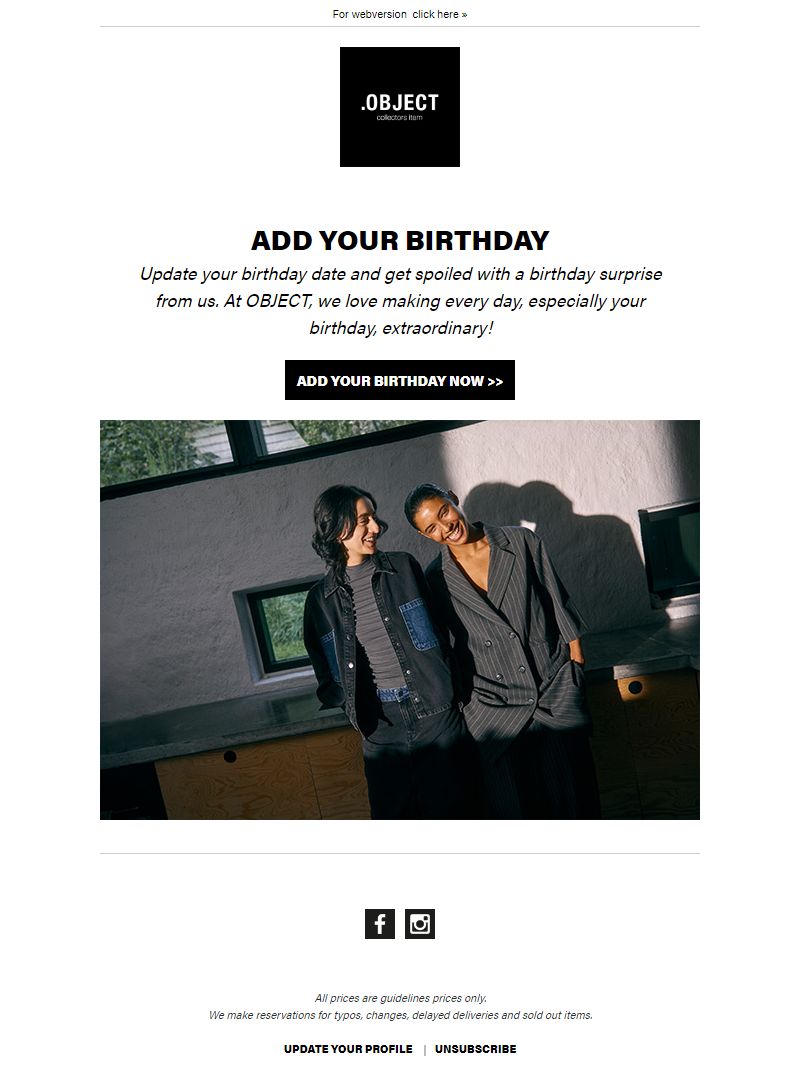 For webversion click here »
.OBJECT
collectors item
ADD YOUR BIRTHDAY
Update your birthday date and get spoiled with a birthday surprise
from us. At OBJECT, we love making every day, especially your
birthday, extraordinary!
ADD YOUR BIRTHDAY NOW >>
All prices are guidelines prices only.
We make reservations for typos, changes, delayed deliveries and sold out items.
UPDATE YOUR PROFILE | UNSUBSCRIBE